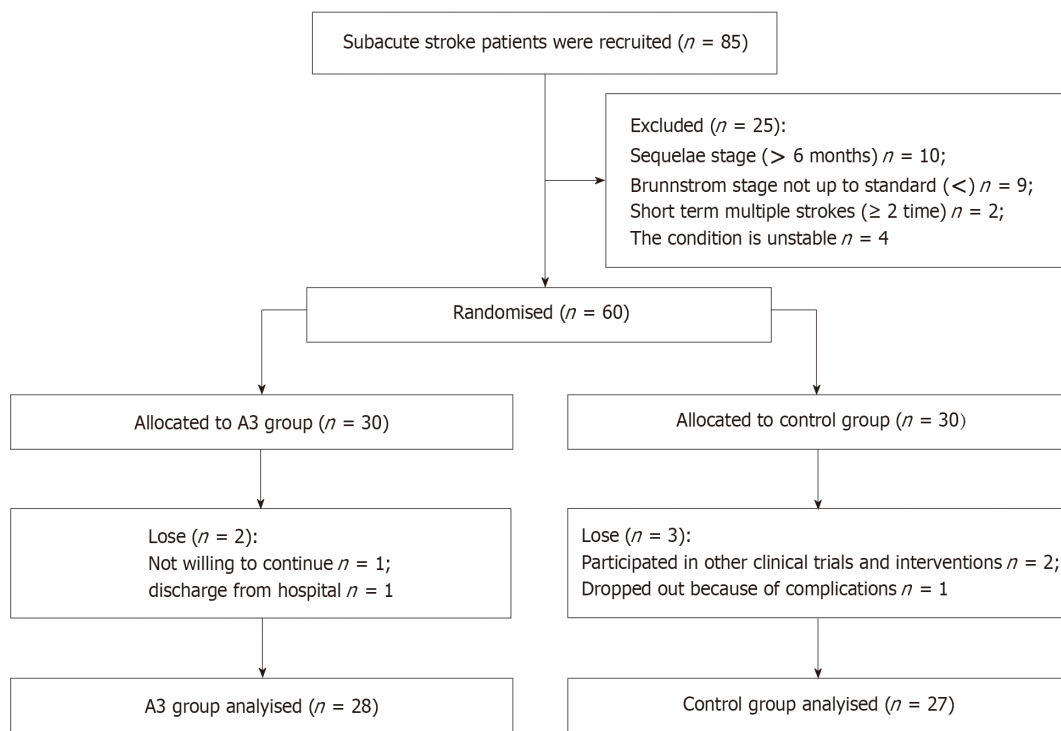 Subacute stroke patients were recruited (n = 85)
Excluded (n = 25):
Sequelae stage (> 6 months) n = 10;
Brunnstrom stage not up to standard (<) n = 9;
Short term multiple strokes (≥ 2 time) n = 2;
The condition is unstable n = 4
Randomised (n = 60)
Allocated to A3 group (n = 30)
Allocated to control group (n = 30)
Lose (n = 2):
Not willing to continue n = 1;
discharge from hospital n = 1
Lose (n = 3):
Participated in other clinical trials and interventions n = 2;
Dropped out because of complications n = 1
A3 group analyised (n = 28)
Control group analyised (n = 27)